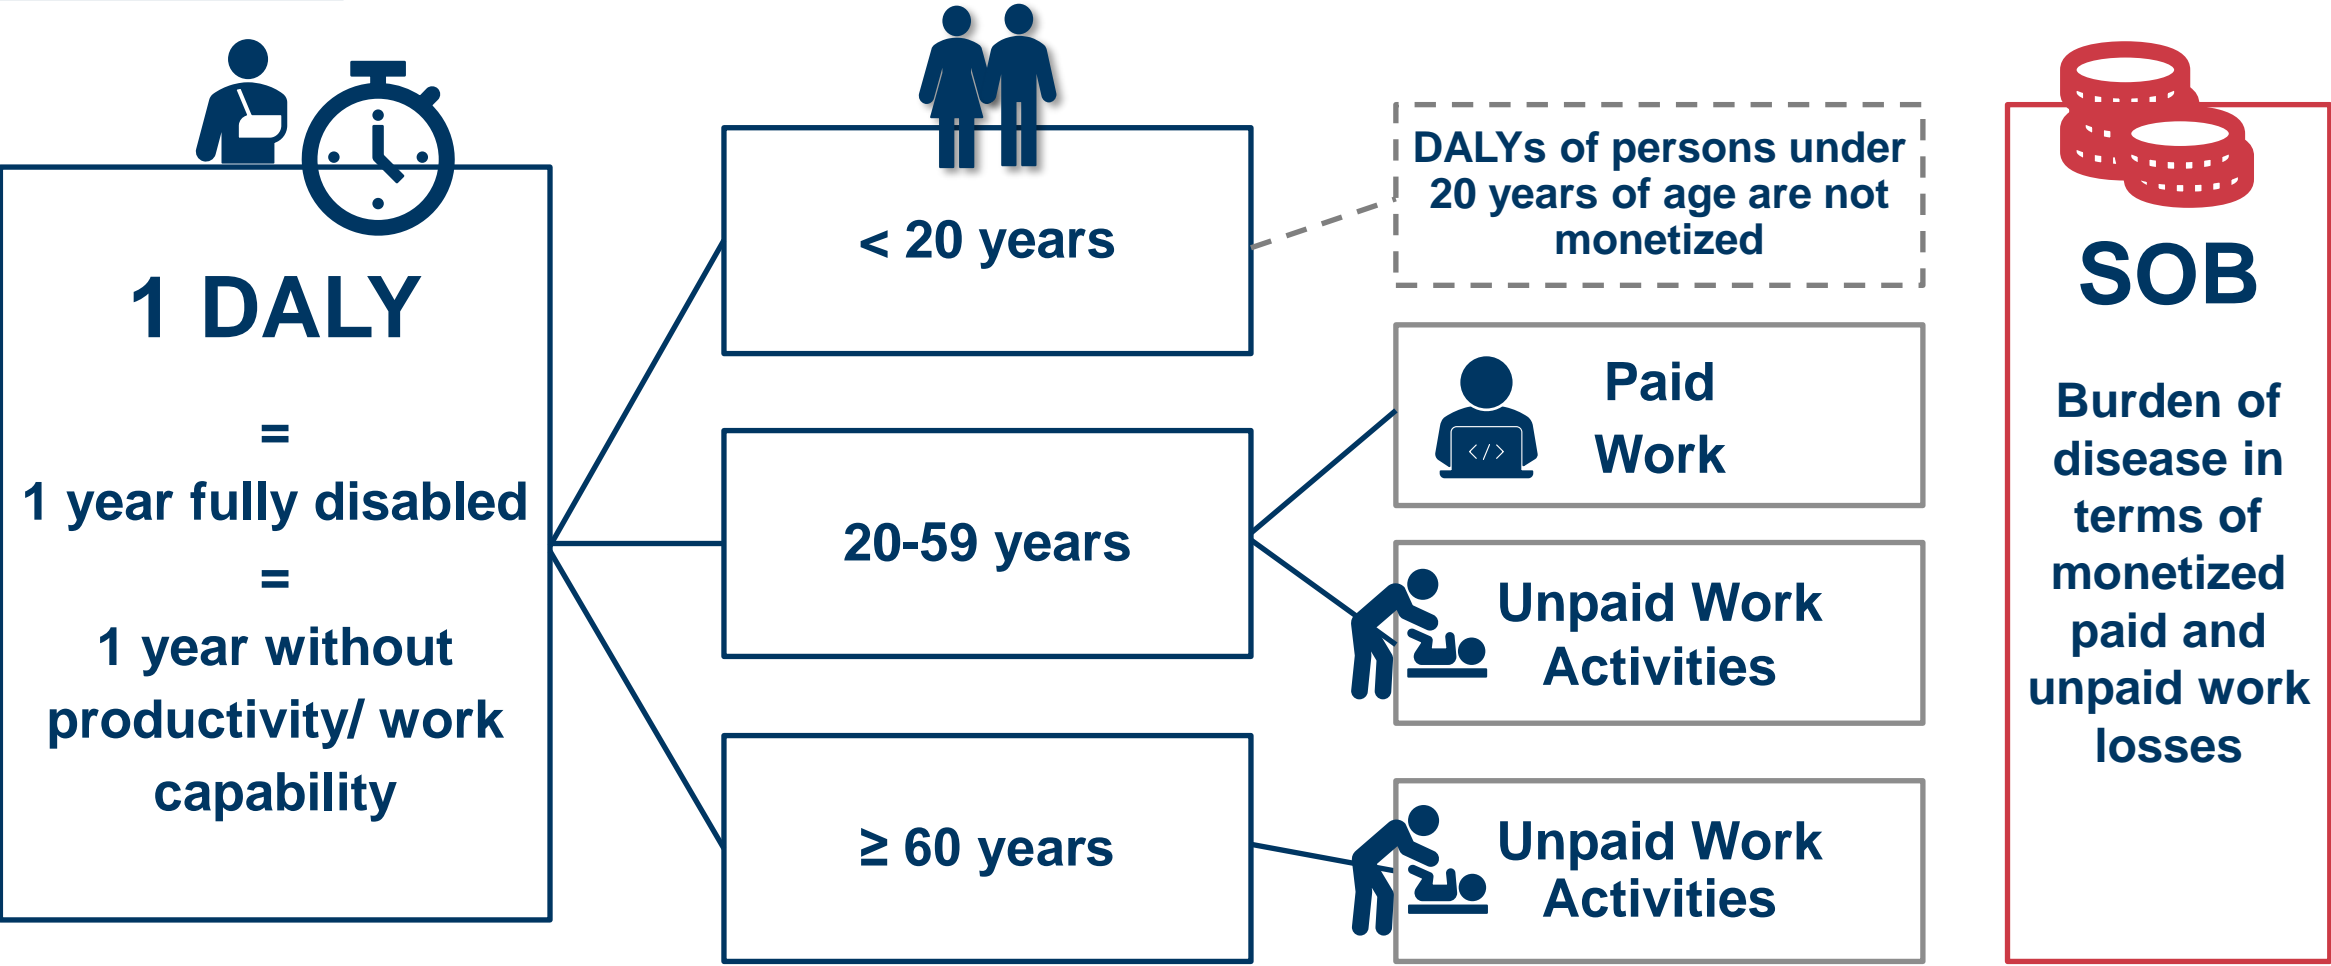 1 DALY
=
1 year fully disabled
=
1 year without
productivity/ work
capability
< 20 years
20-59 years
≥ 60 years
DALYs of persons under
20 years of age are not
monetized
</>
Paid
Work
Unpaid Work
Activities
Unpaid Work
Activities
SOB
Burden of
disease in
terms of
monetized
paid and
unpaid work
losses